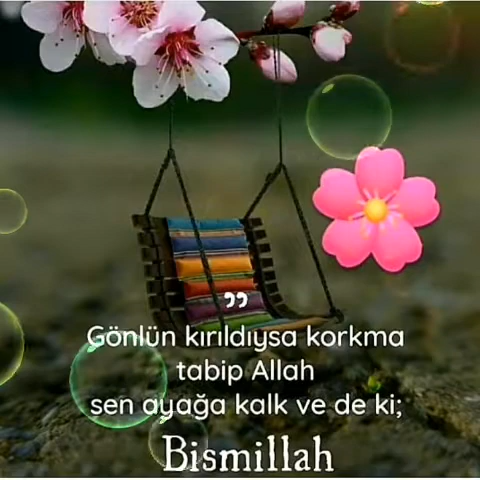 ”
Gönlün kırıldıysa korkma
tabip Allah
sen ayağa kalk ve de ki;
Bismillah